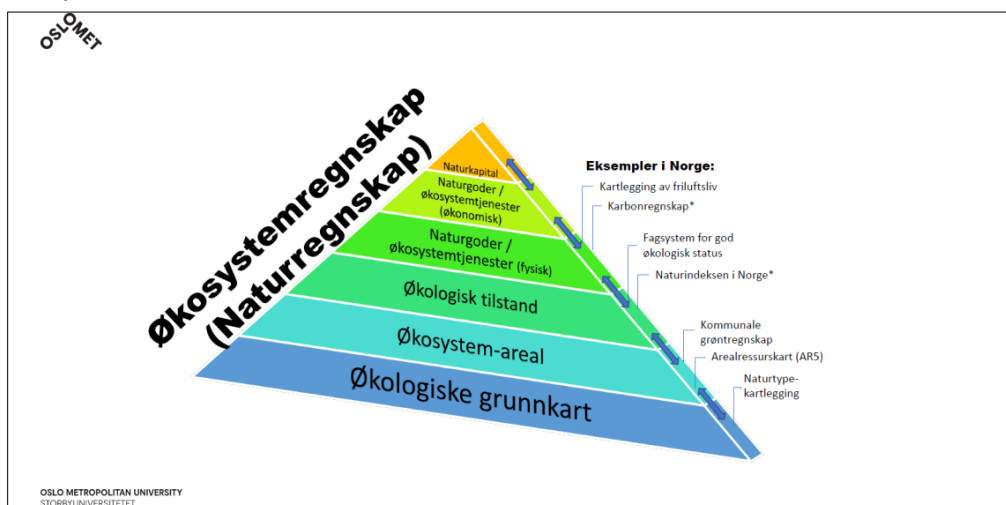 OSLOMET
Økosystemregnskap
(Naturregnskap)
Naturkapital
Naturgoder /
økosystemtjenester
(økonomisk)
Naturgoder /
økosystemtjenester (fysisk)
Økologisk tilstand
Økosystem-areal
Økologiske grunnkart
Eksempler i Norge:
Kartlegging av friluftsliv
Karbonregnskap*
Fagsystem for god
økologisk status
Naturindeksen i Norge*
Kommunale
grøntregnskap
Arealressurskart (AR5)
Naturtype-
kartlegging
OSLO METROPOLITAN UNIVERSITY
STORBYUNIVERSITETET